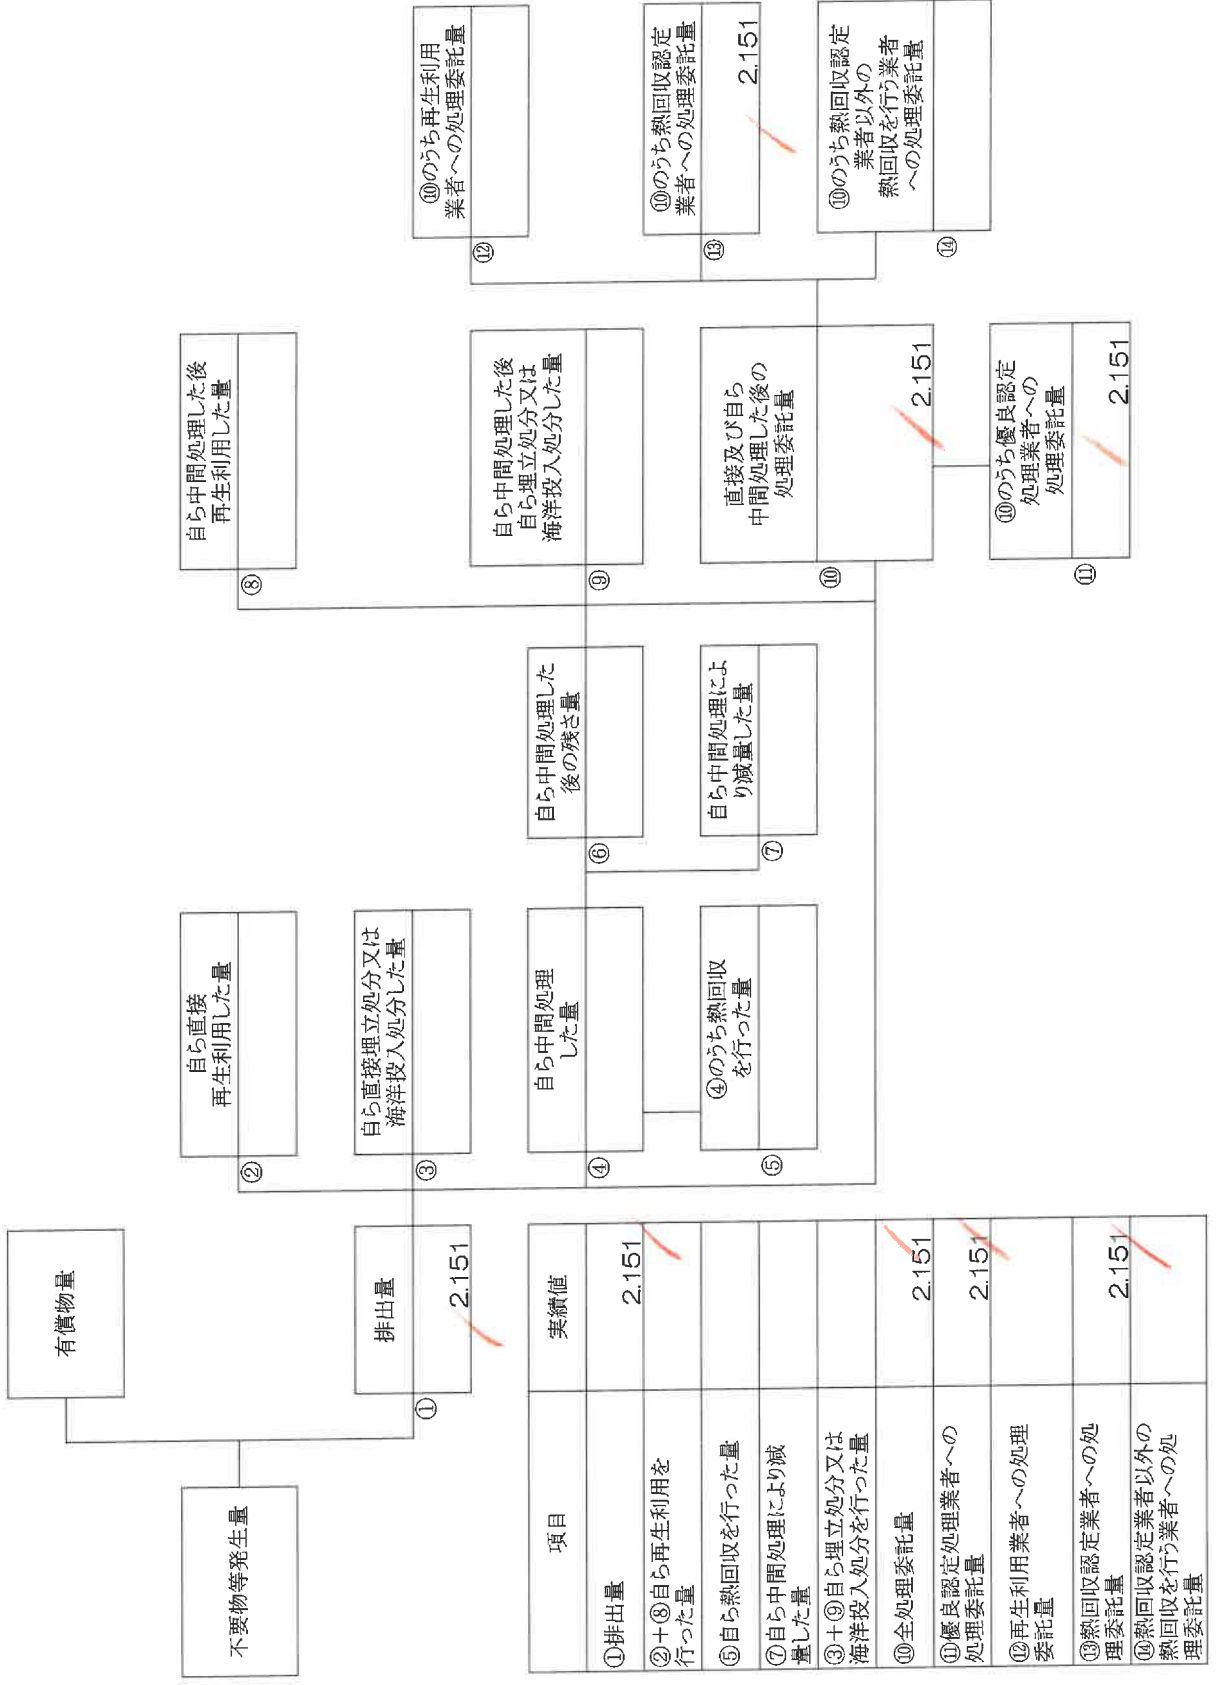 有償物量
不要物等発生量
排出量
①
2.151
自ら直接
再生利用した量
②
自ら直接埋立処分又は
海洋投入処分した量
③
自ら中間処理
した量
④
④のうち熱回収
を行った量
⑤
自ら中間処理した
後の残さ量
⑥
自ら中間処理によ
り減量した量
⑦
自ら中間処理した後
再生利用した量
⑧
自ら中間処理した後
自ら埋立処分又は
海洋投入処分した量
⑨
直接及び自ら
中間処理した後の
処理委託量
⑩
2.151
⑩のうち優良認定
処理業者への
処理委託量
⑪
2.151
⑩のうち再生利用
業者への処理委託量
⑫
⑩のうち熱回収認定
業者への処理委託量
⑬
2.151
⑩のうち熱回収認定
業者以外の
熱回収を行う業者
への処理委託量
⑭
項目
実績値
①排出量
2.151
②+⑧自ら再生利用を
行った量
⑤自ら熱回収を行った量
⑦自ら中間処理により減
量した量
③+⑨自ら埋立処分又は
海洋投入処分を行った量
⑩全処理委託量
2.151
⑪優良認定処理業者への
処理委託量
2.151
⑫再生利用業者への処理
委託量
⑬熱回収認定業者への処
理委託量
2.151
⑭熱回収認定業者以外の
熱回収を行う業者への処
理委託量